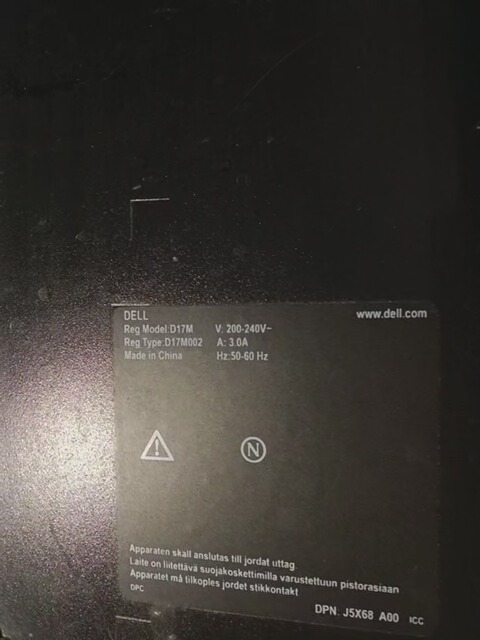 DELL
www.dell.com
Reg Model:D17M V: 200-240V~
Reg Type:D17M002 A: 3.0A
Made in China Hz:50-60 Hz
N
Apparaten skall anslutas till jordat uttag
Laite on liitettävä suojakoskettimilla varustettuun pistorasiaan
Apparatet må tilkoples jordet stikkontakt
DPC
DPN. J5X68 A00 ICC